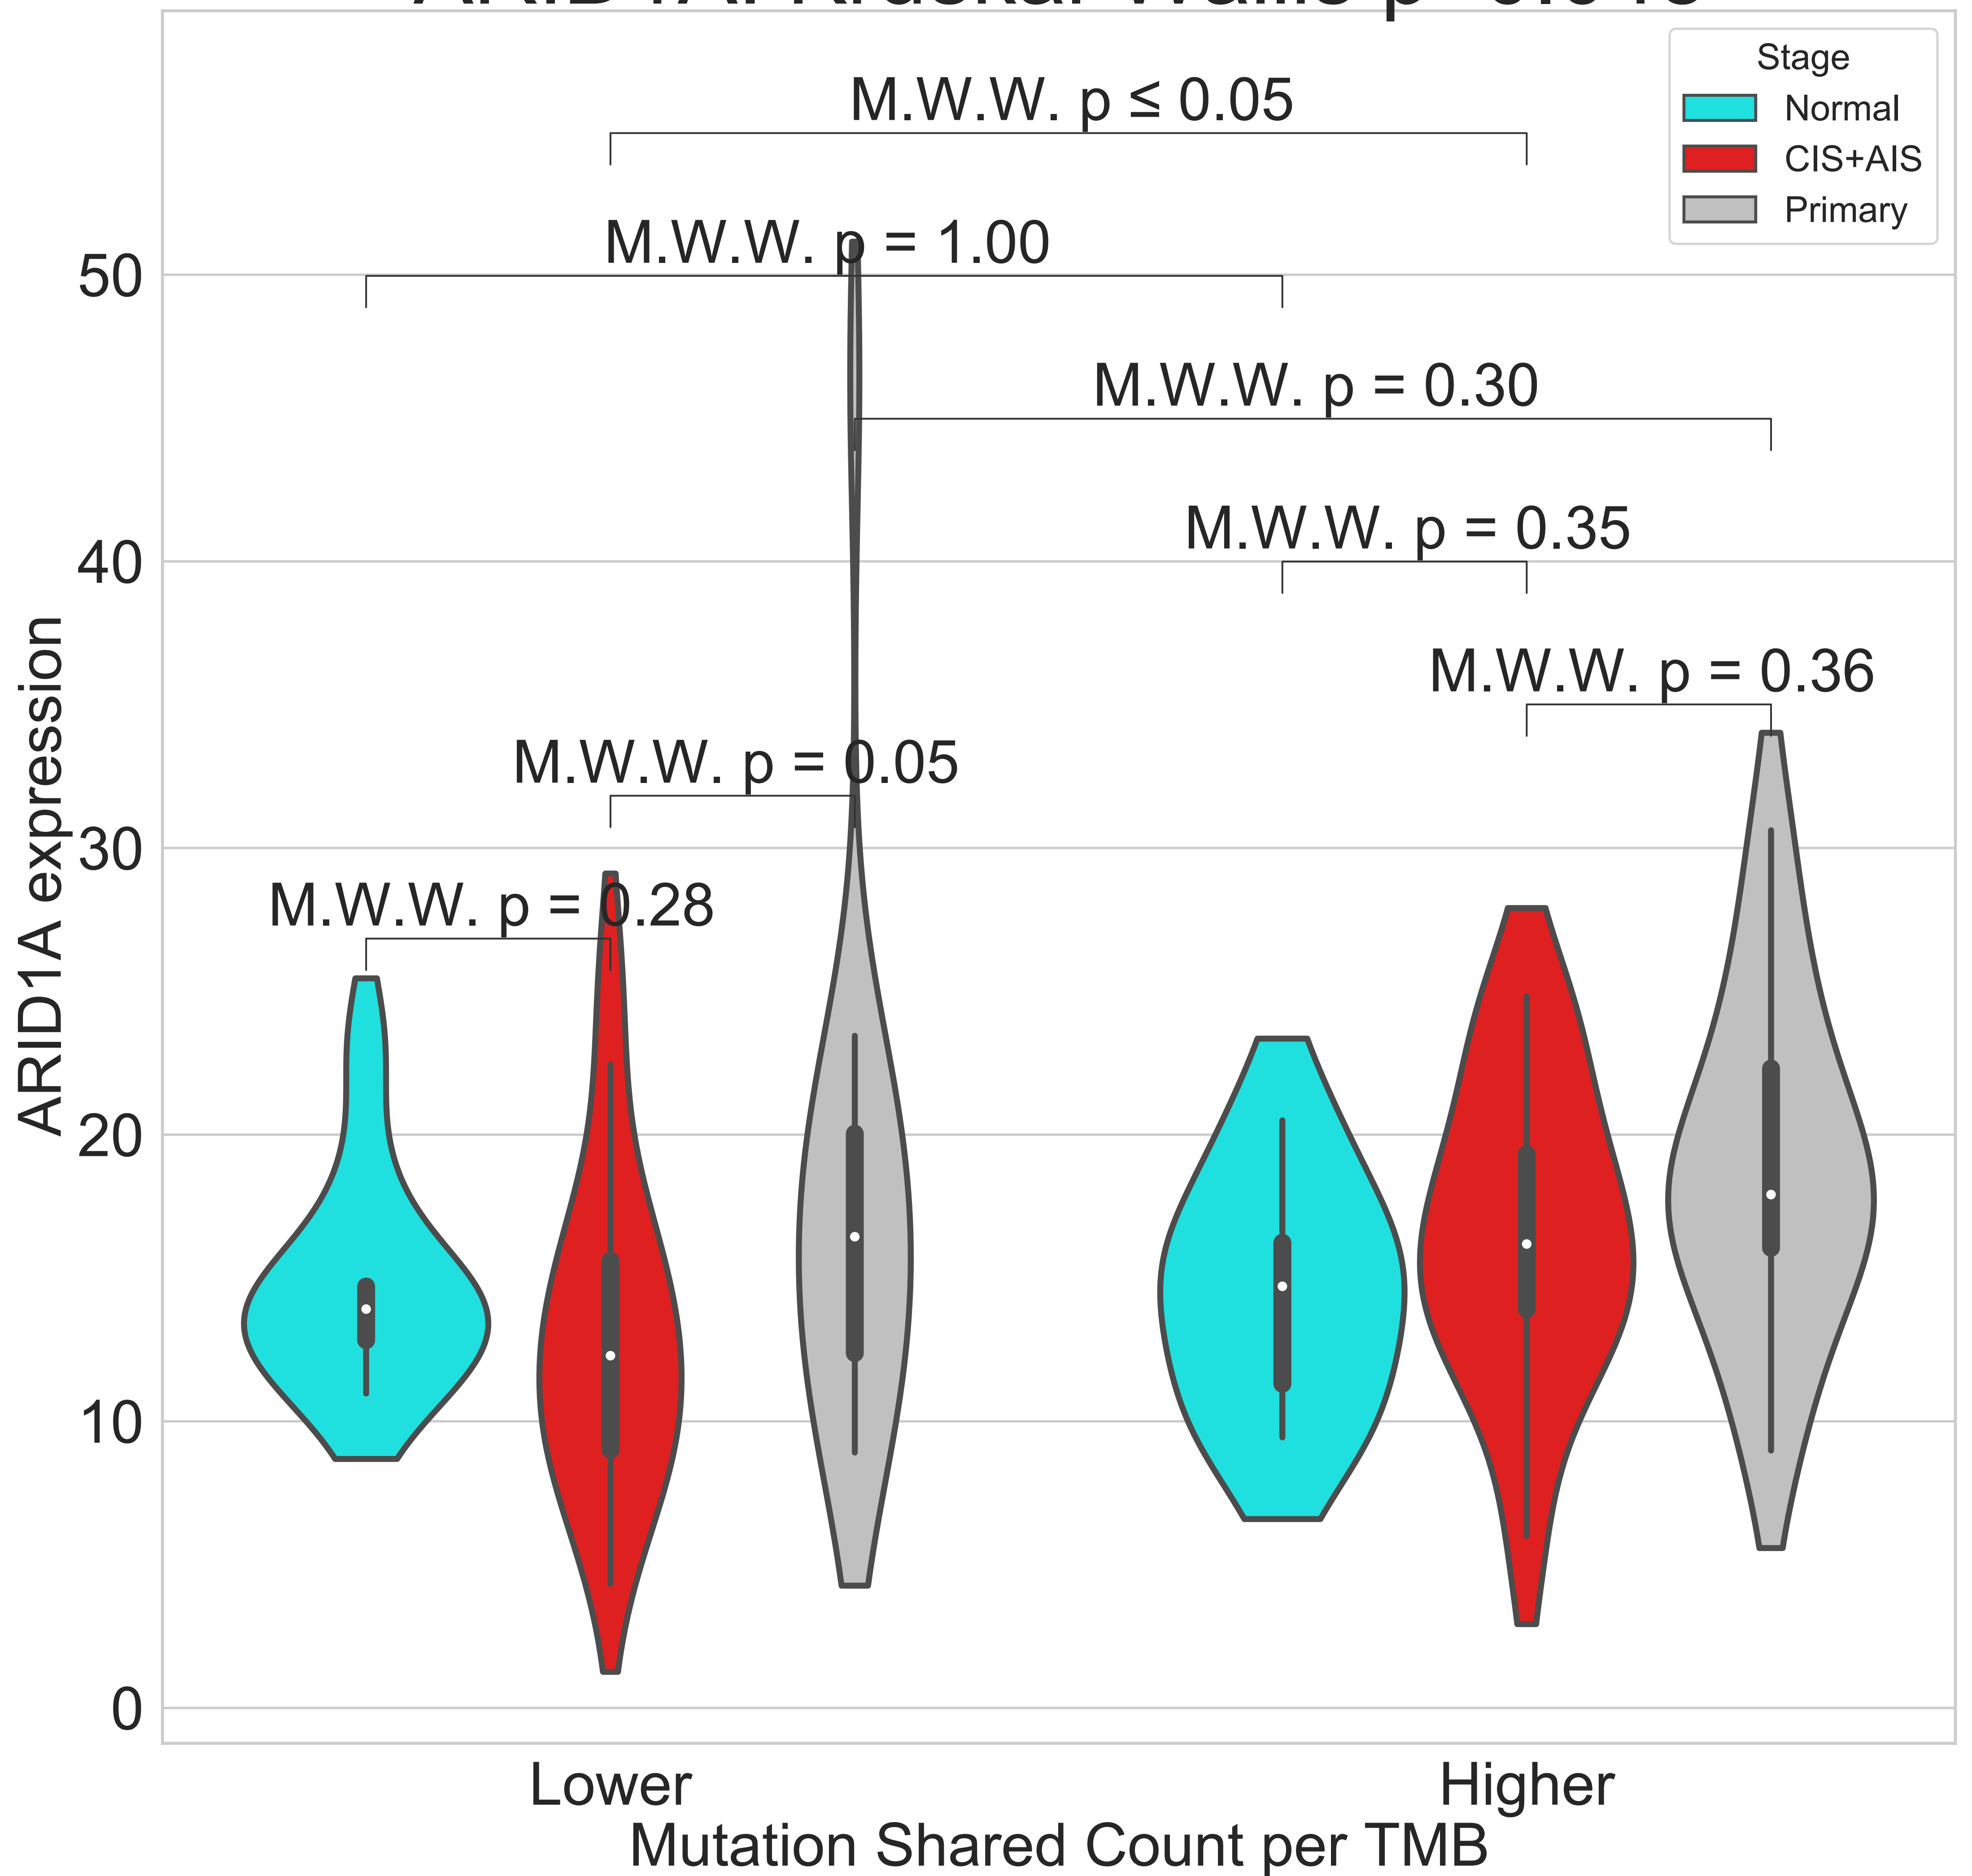 Stage
Normal
CIS+AIS
Primary
M.W.W. p ≤ 0.05
M.W.W. p = 1.00
M.W.W. p = 0.30
M.W.W. p = 0.35
M.W.W. p = 0.36
M.W.W. p = 0.05
M.W.W. p = 0.28
50
40
30
20
10
0
ARID1A expression
Lower
Higher
Mutation Shared Count per TMB